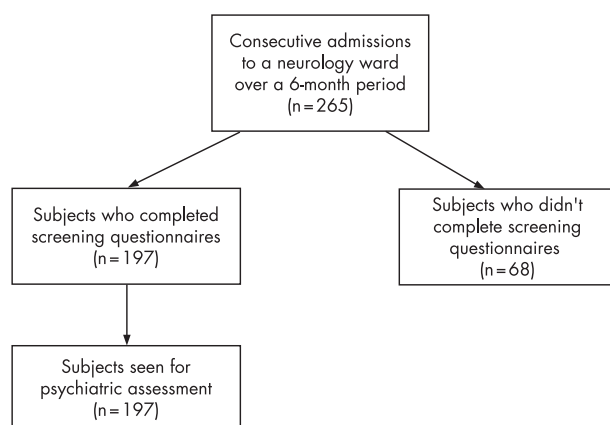 Consecutive admissions
to a neurology ward
over a 6-month period
(n=265)
Subjects who completed
screening questionnaires
(n=197)
Subjects who didn't
complete screening
questionnaires
(n=68)
Subjects seen for
psychiatric assessment
(n=197)